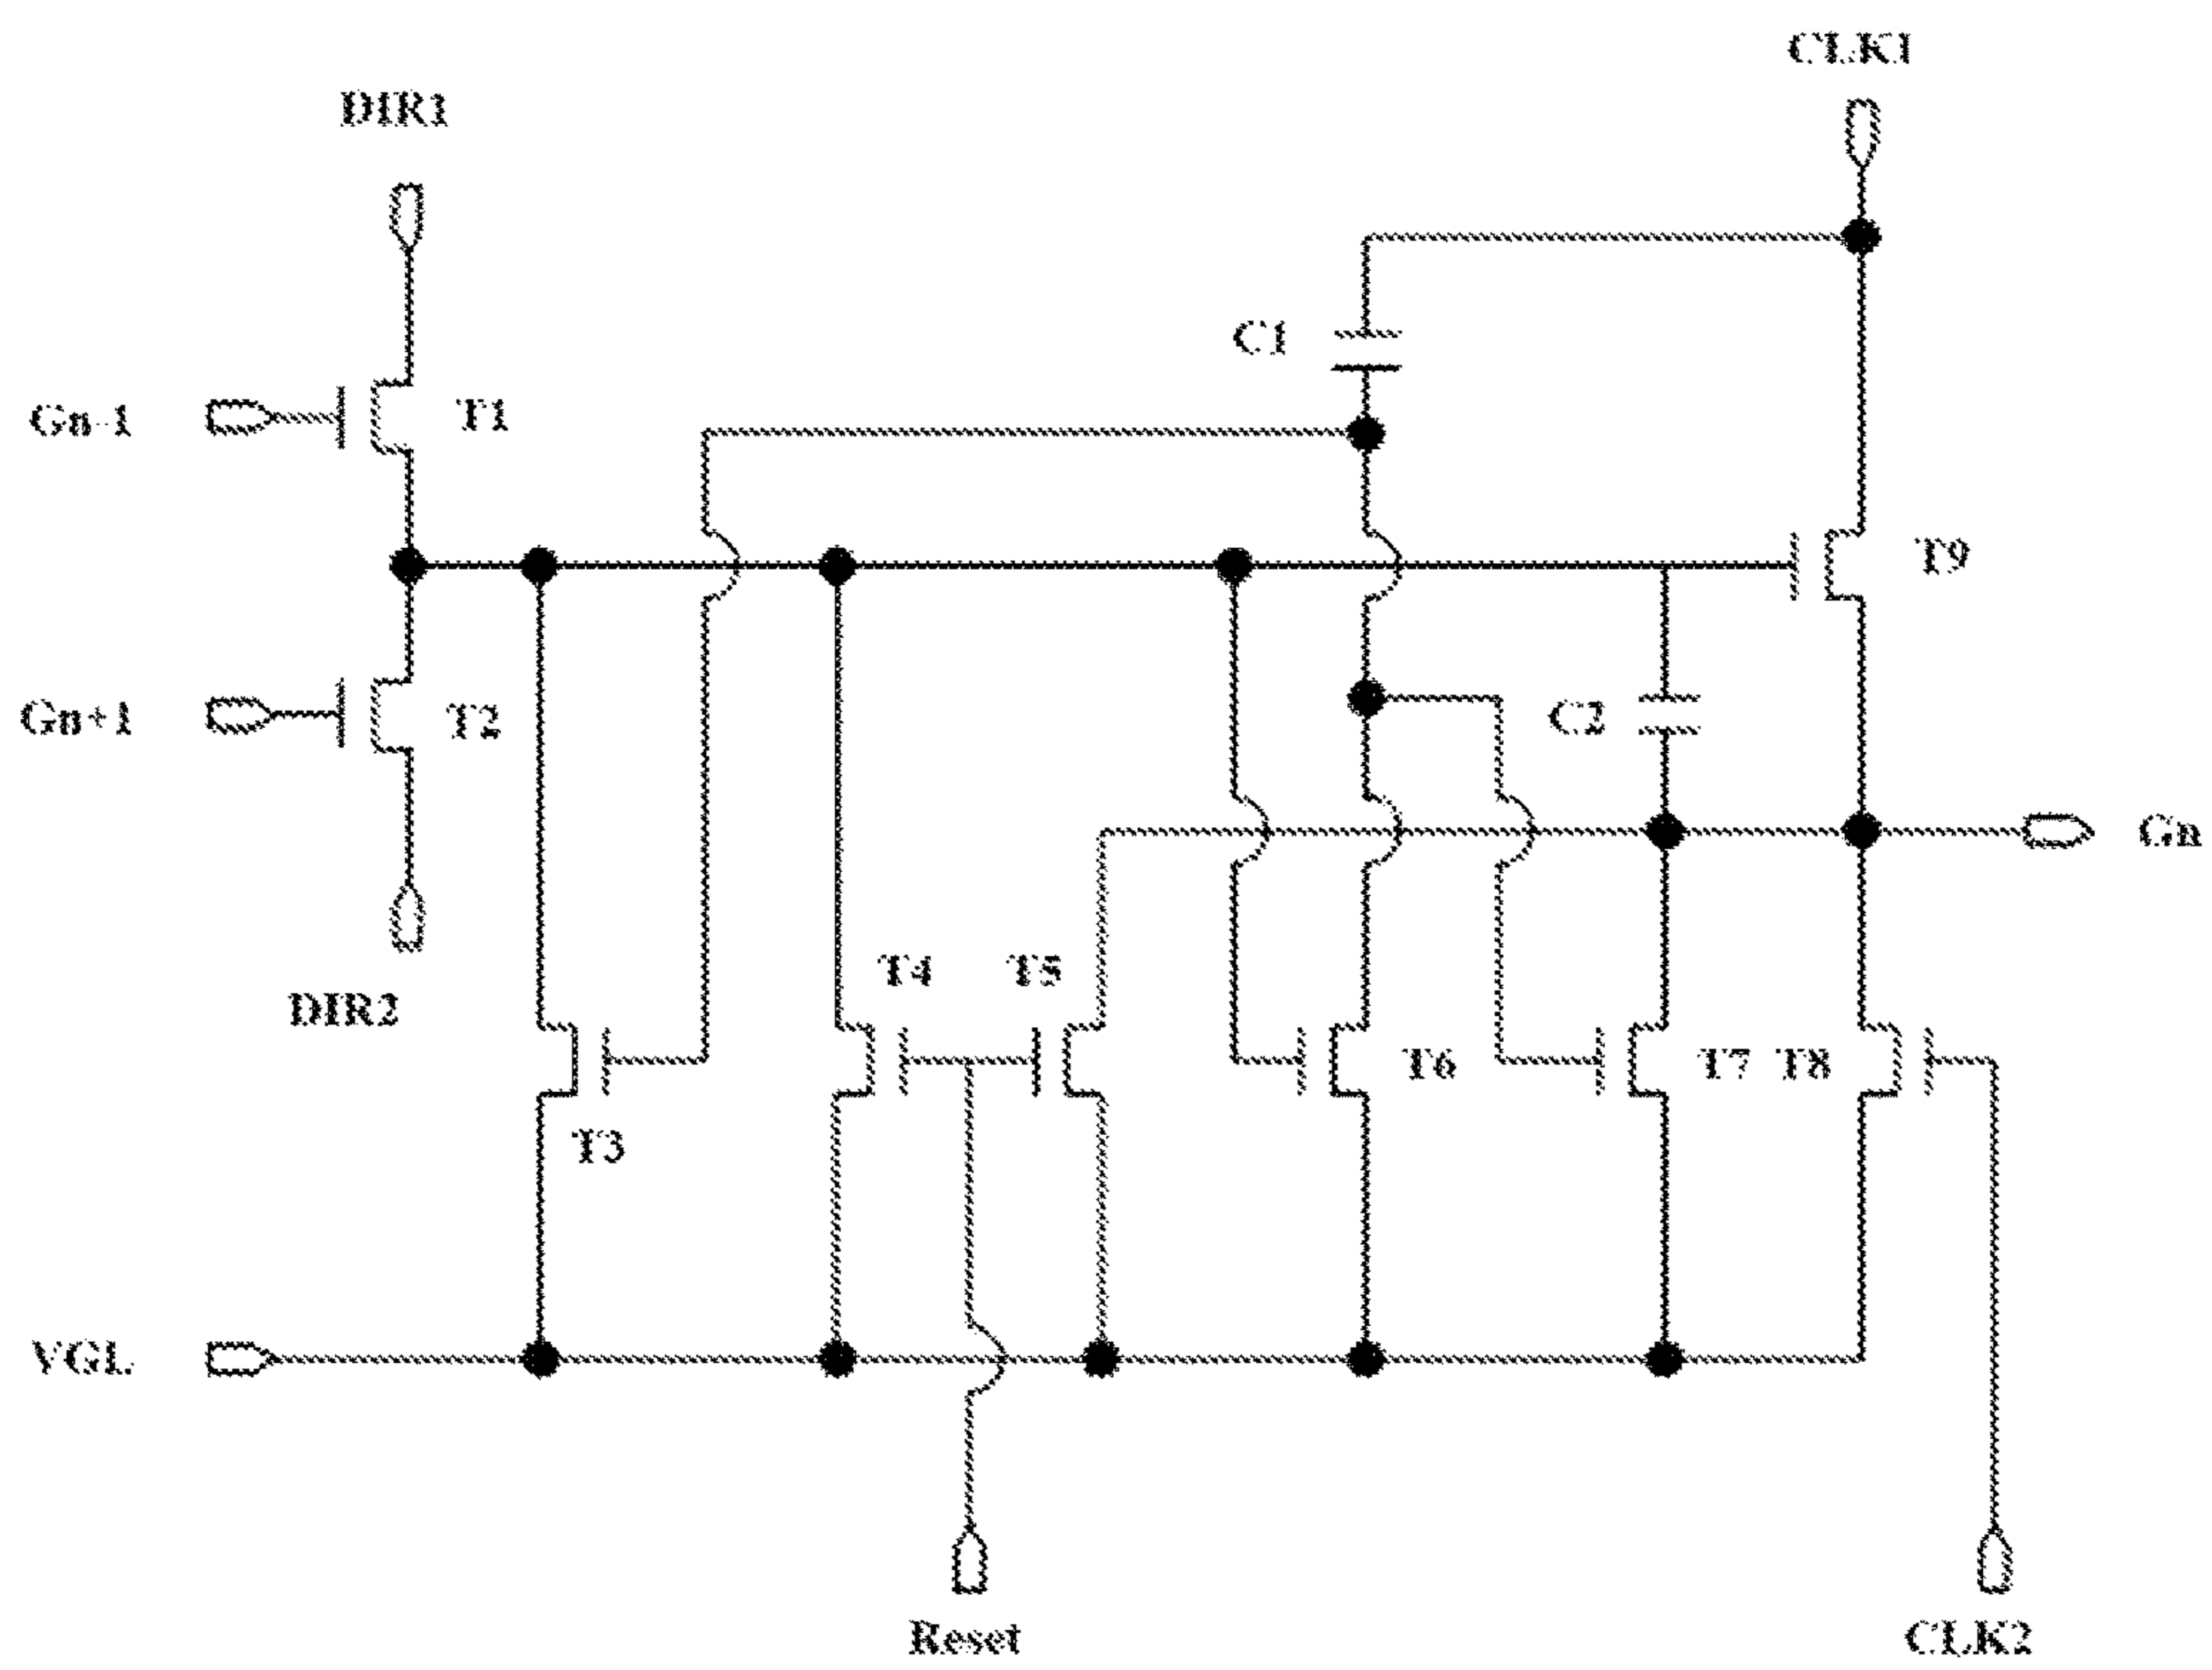 CLK1
DIR1
C1
Gn-1
T1
T9
Gn+1
T2
C2
Gn
T4
T5
DIR2
T6
T7
T8
T3
VGL
Reset
CLK2